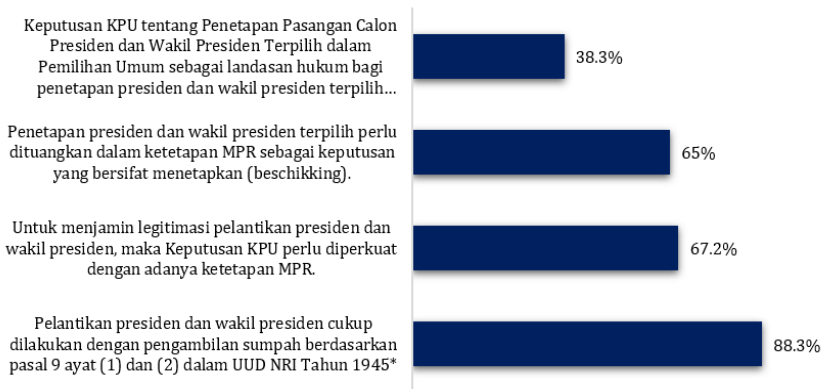 Keputusan KPU tentang Penetapan Pasangan Calon
Presiden dan Wakil Presiden Terpilih dalam
Pemilihan Umum sebagai landasan hukum bagi
penetapan presiden dan wakil presiden terpilih...
38.3%
Penetapan presiden dan wakil presiden terpilih perlu
dituangkan dalam ketetapan MPR sebagai keputusan
yang bersifat menetapkan (beschikking).
65%
Untuk menjamin legitimasi pelantikan presiden dan
wakil presiden, maka Keputusan KPU perlu diperkuat
dengan adanya ketetapan MPR.
67.2%
Pelantikan presiden dan wakil presiden cukup
dilakukan dengan pengambilan sumpah berdasarkan
pasal 9 ayat (1) dan (2) dalam UUD NRI Tahun 1945*
88.3%